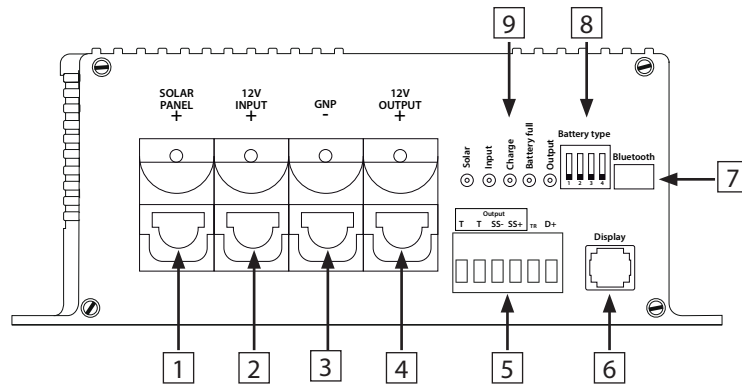 9
8
SOLAR PANEL +
12V INPUT +
GNP -
12V OUTPUT +
Solar
Input
Charge
Battery full
Output
Battery type
1 2 3 4
Bluetooth
7
Output
T T SS- SS+ TR D+
Display
1
2
3
4
5
6